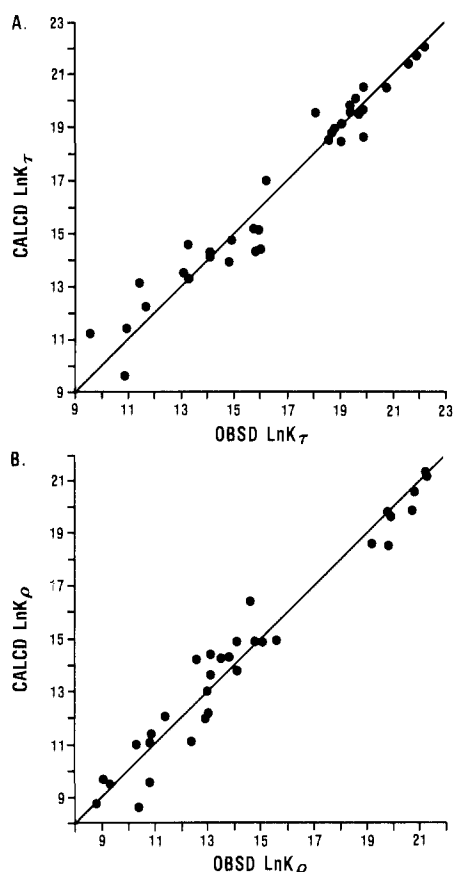 A.
23
21
19
17
15
13
11
9
CALCD LnKτ
9 11 13 15 17 19 21 23
OBSD LnKτ
B.
21
19
17
15
13
11
9
CALCD LnKρ
9 11 13 15 17 19 21
OBSD LnKρ